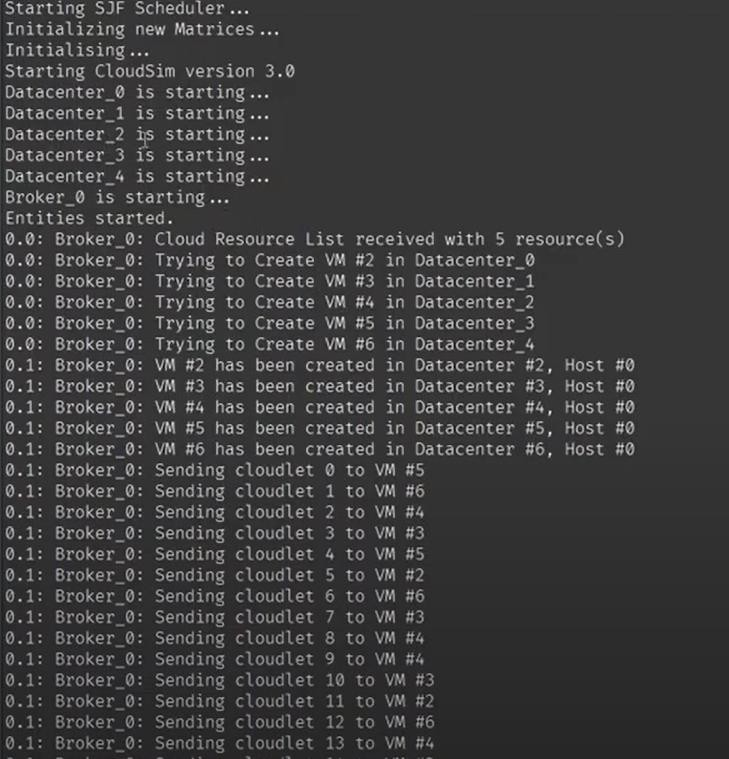 Starting SJF Scheduler...
Initializing new Matrices...
Initialising...
Starting CloudSim version 3.0
Datacenter_0 is starting...
Datacenter_1 is starting...
Datacenter_2 is starting...
Datacenter_3 is starting...
Datacenter_4 is starting...
Broker_0 is starting...
Entities started.
0.0: Broker_0: Cloud Resource List received with 5 resource(s)
0.0: Broker_0: Trying to Create VM #2 in Datacenter_0
0.0: Broker_0: Trying to Create VM #3 in Datacenter_1
0.0: Broker_0: Trying to Create VM #4 in Datacenter_2
0.0: Broker_0: Trying to Create VM #5 in Datacenter_3
0.0: Broker_0: Trying to Create VM #6 in Datacenter_4
0.1: Broker_0: VM #2 has been created in Datacenter #2, Host #0
0.1: Broker_0: VM #3 has been created in Datacenter #3, Host #0
0.1: Broker_0: VM #4 has been created in Datacenter #4, Host #0
0.1: Broker_0: VM #5 has been created in Datacenter #5, Host #0
0.1: Broker_0: VM #6 has been created in Datacenter #6, Host #0
0.1: Broker_0: Sending cloudlet 0 to VM #5
0.1: Broker_0: Sending cloudlet 1 to VM #6
0.1: Broker_0: Sending cloudlet 2 to VM #4
0.1: Broker_0: Sending cloudlet 3 to VM #3
0.1: Broker_0: Sending cloudlet 4 to VM #5
0.1: Broker_0: Sending cloudlet 5 to VM #2
0.1: Broker_0: Sending cloudlet 6 to VM #6
0.1: Broker_0: Sending cloudlet 7 to VM #3
0.1: Broker_0: Sending cloudlet 8 to VM #4
0.1: Broker_0: Sending cloudlet 9 to VM #4
0.1: Broker_0: Sending cloudlet 10 to VM #3
0.1: Broker_0: Sending cloudlet 11 to VM #2
0.1: Broker_0: Sending cloudlet 12 to VM #6
0.1: Broker_0: Sending cloudlet 13 to VM #4